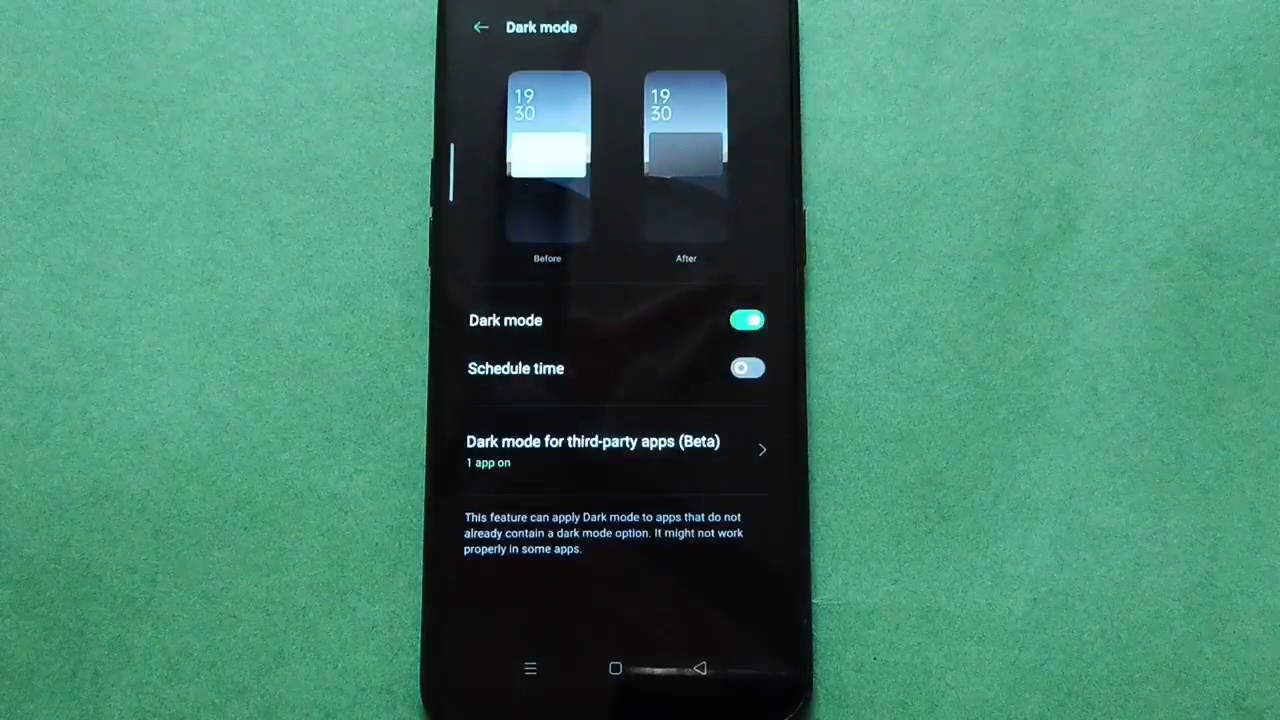 Dark mode
19
30
19
30
Before
After
Dark mode
Schedule time
Dark mode for third-party apps (Beta)
1 app on
This feature can apply Dark mode to apps that do not
already contain a dark mode option. It might not work
properly in some apps.